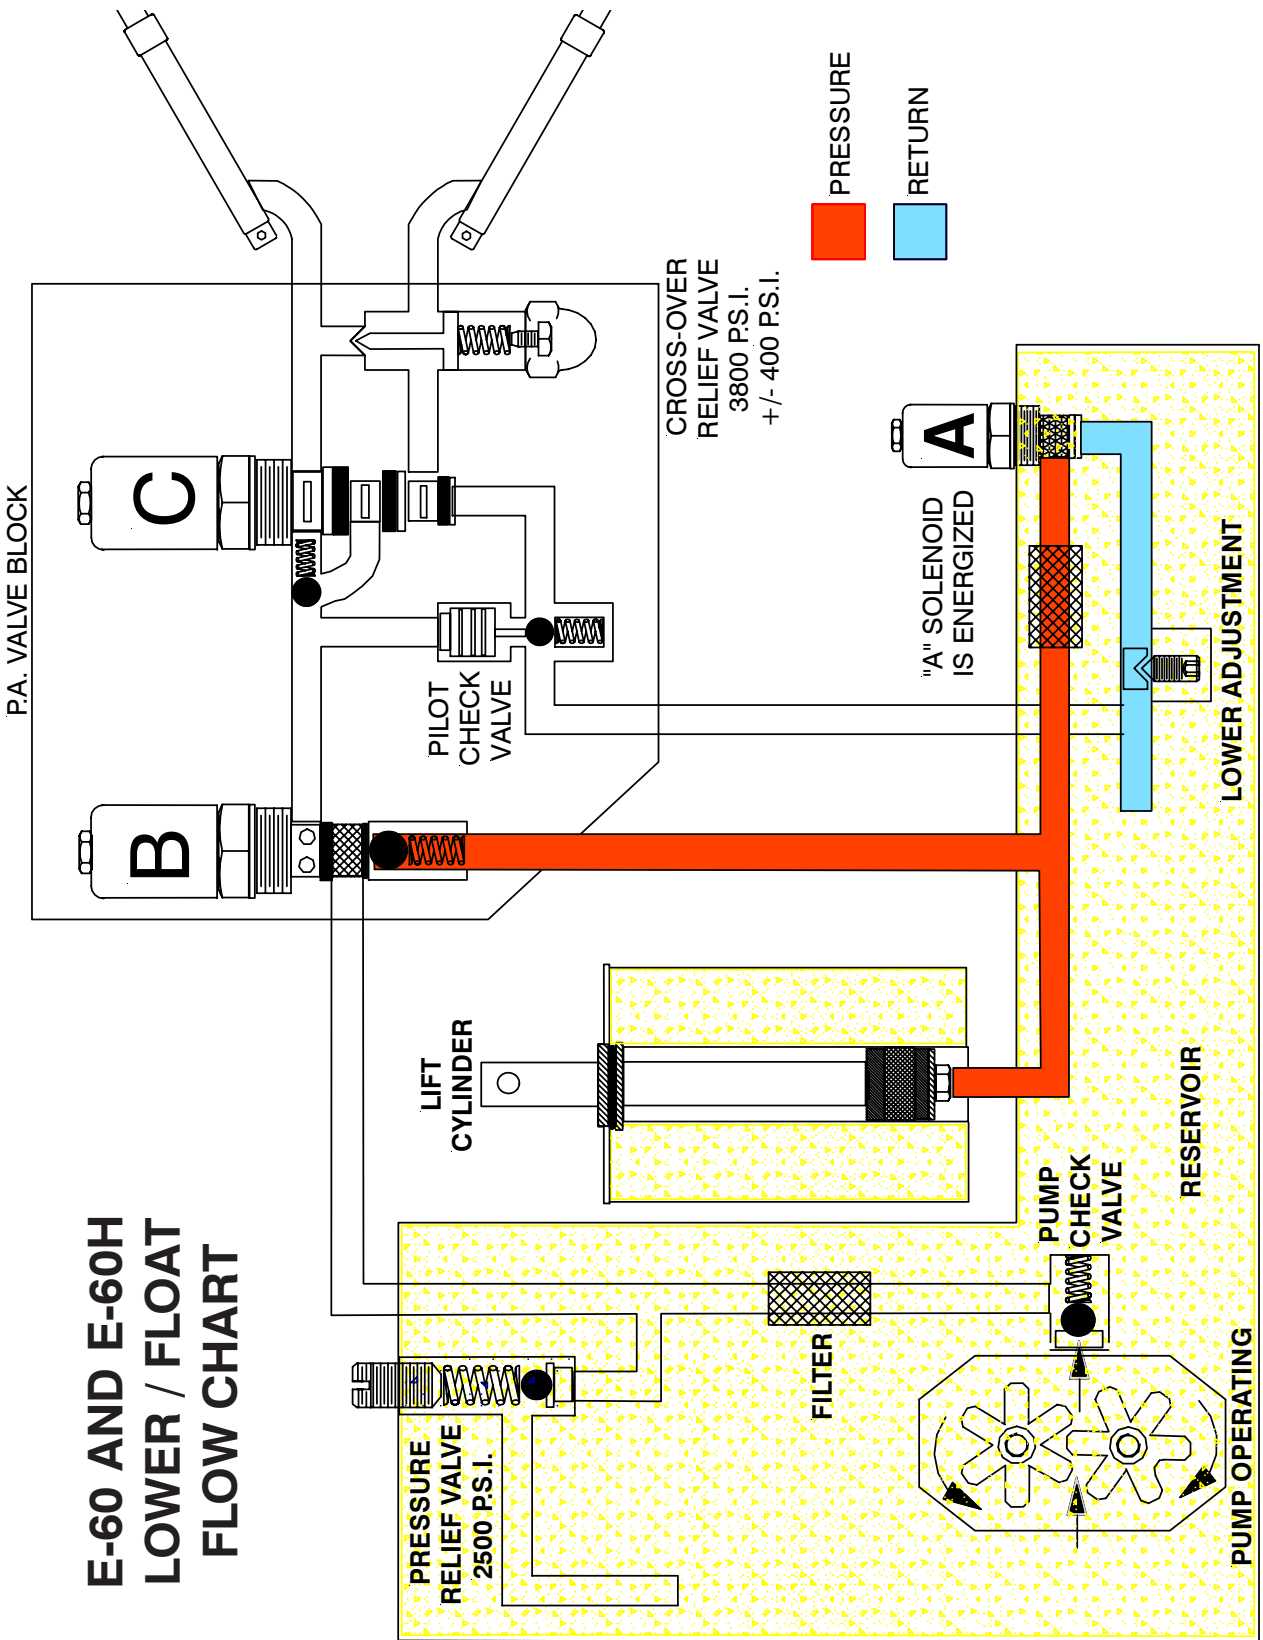 E-60 AND E-60H
LOWER / FLOAT
FLOW CHART
P.A. VALVE BLOCK
B
C
PILOT
CHECK
VALVE
CROSS-OVER
RELIEF VALVE
3800 P.S.I.
+/- 400 P.S.I.
PRESSURE
RETURN
LIFT
CYLINDER
"A" SOLENOID
IS ENERGIZED
A
PRESSURE
RELIEF VALVE
2500 P.S.I.
FILTER
PUMP
CHECK
VALVE
RESERVOIR
LOWER ADJUSTMENT
PUMP OPERATING